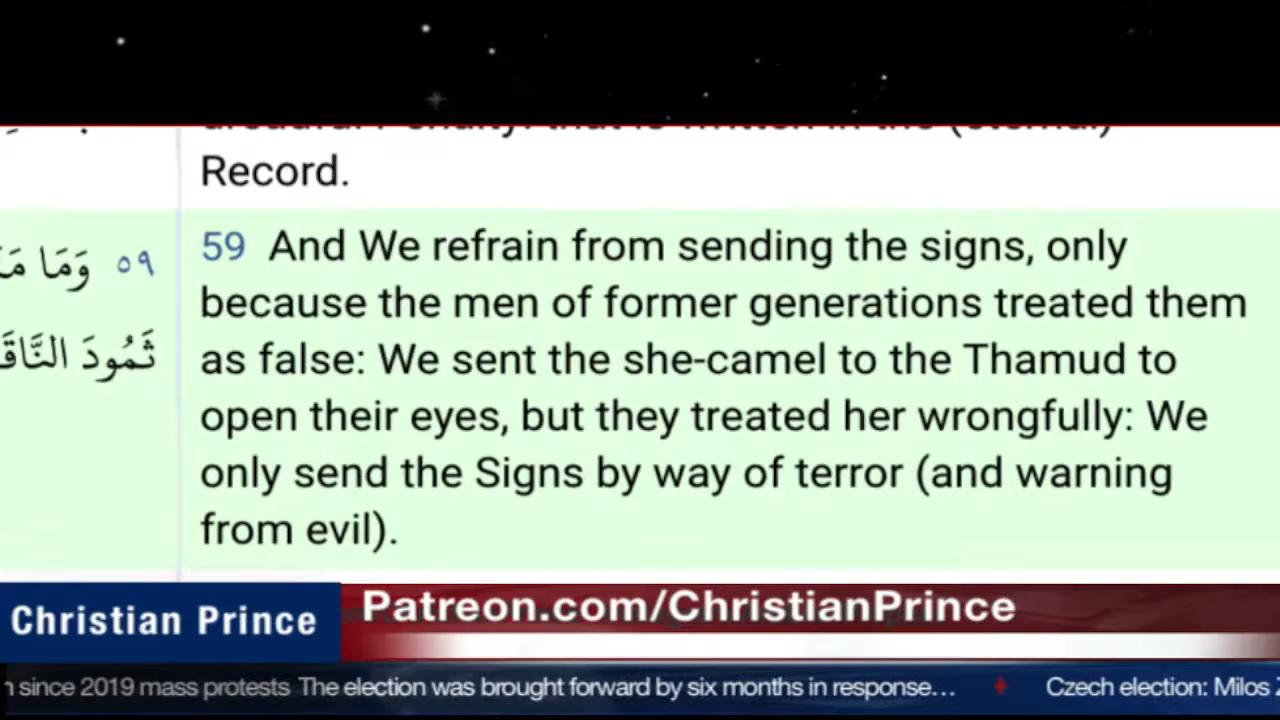 Record.
٥٩ وَمَا
ثَمُودَ
59 And We refrain from sending the signs, only
because the men of former generations treated them
as false: We sent the she-camel to the Thamud to
open their eyes, but they treated her wrongfully: We
only send the Signs by way of terror (and warning
from evil).
Christian Prince
Patreon.com/ChristianPrince
since 2019 mass protests The election was brought forward by six months in response... Czech election: Milos